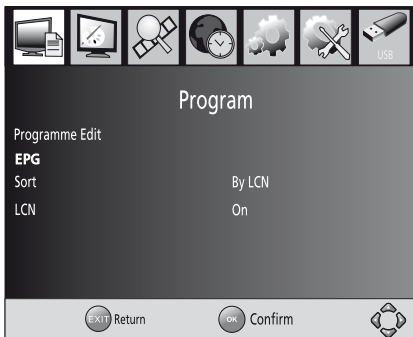 USB
Program
Programme Edit
EPG
Sort By LCN
LCN On
EXIT Return OK Confirm